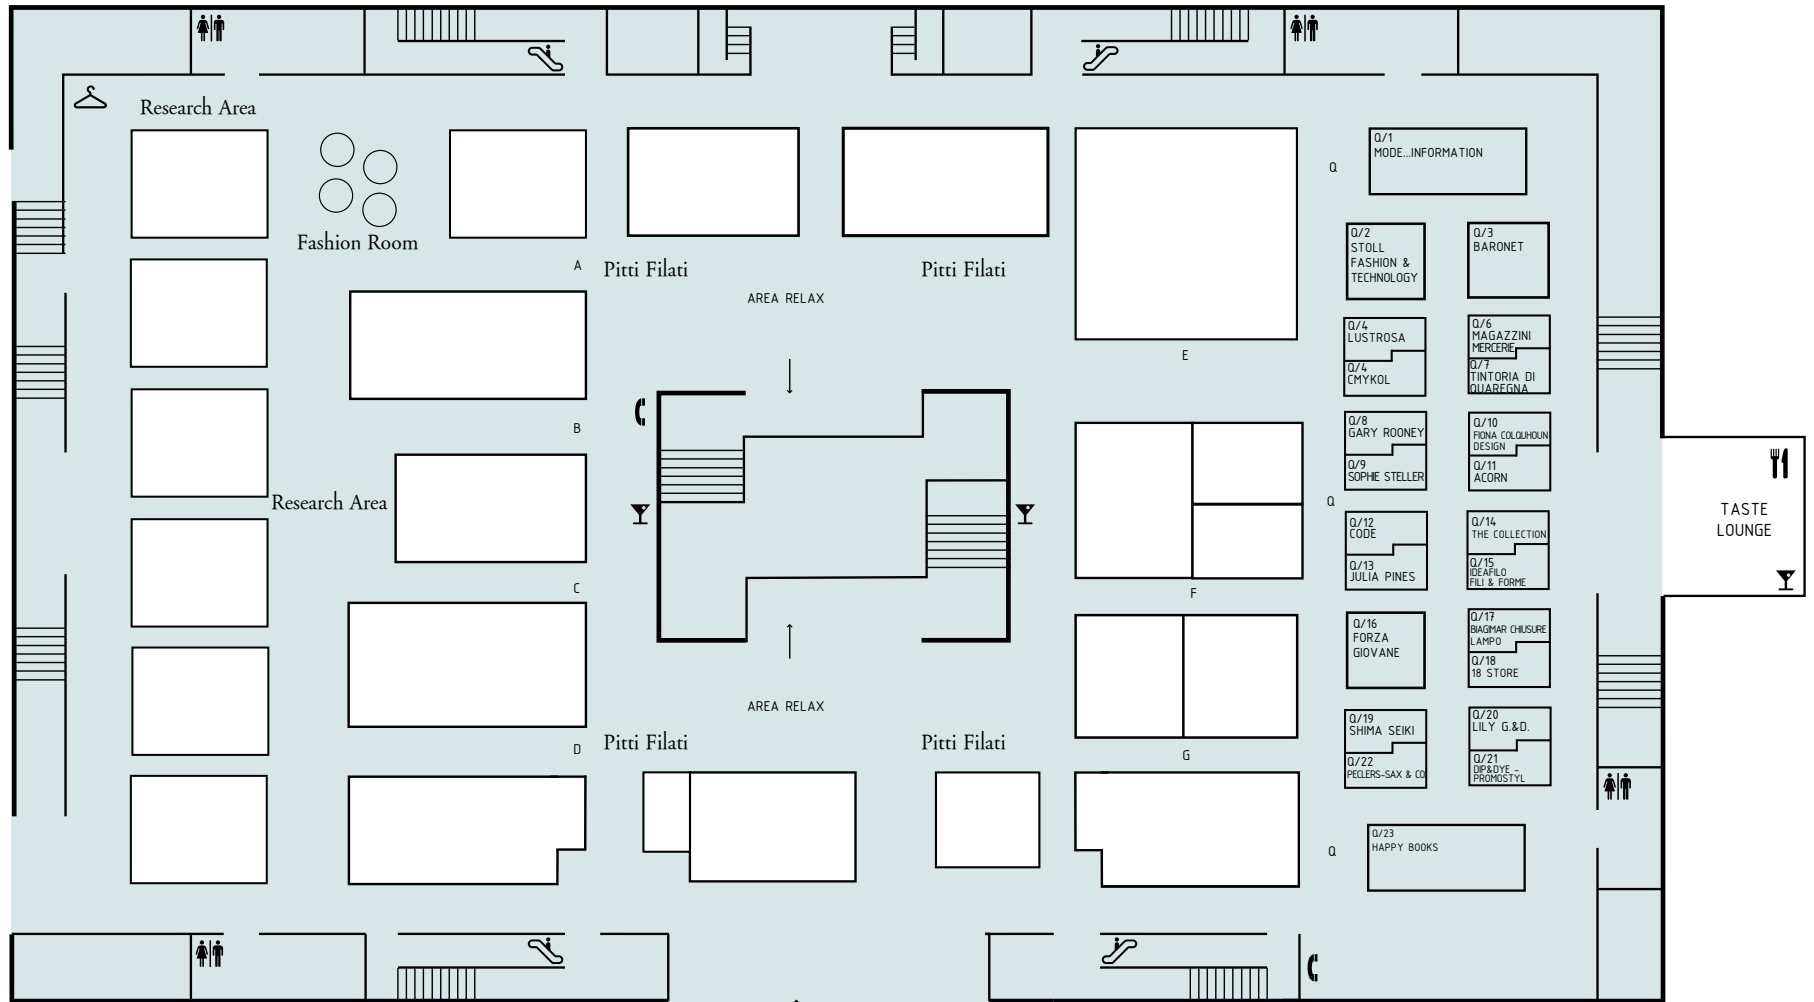 Research Area
Fashion Room
A
Pitti Filati
Pitti Filati
AREA RELAX
E
B
Research Area
C
F
AREA RELAX
D
Pitti Filati
Pitti Filati
G
Q
Q/1
MODE...INFORMATION
Q/2
STOLL
FASHION &
TECHNOLOGY
Q/3
BARONET
Q/4
LUSTROSA
Q/4
CMYKOL
Q/6
MAGAZZINI
MERCERIE
Q/7
TINTORIA DI
QUAREGNA
Q/8
GARY ROONEY
Q/9
SOPHIE STELLER
Q/10
FIONA COLQUHOUN
DESIGN
Q/11
ACORN
Q
Q/12
CODE
Q/13
JULIA PINES
Q/14
THE COLLECTION
Q/15
IDEAFILO
FILI & FORME
Q/16
FORZA
GIOVANE
Q/17
BIAGIMAR CHIUSURE
LAMPO
Q/18
18 STORE
Q/19
SHIMA SEIKI
Q/22
PECLERS-SAX & CO
Q/20
LILY G.&D.
Q/21
DIP&DYE -
PROMOSTYL
Q
Q/23
HAPPY BOOKS
TASTE
LOUNGE